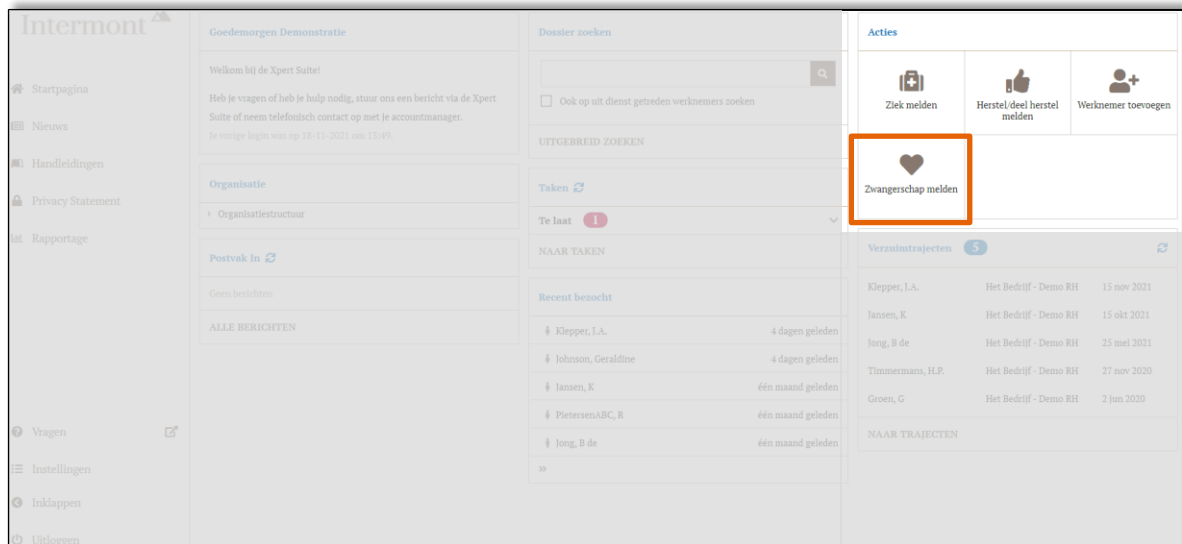 Intermont
Startpagina
Nieuws
Handleidingen
Privacy Statement
Rapportage
Vragen
Instellingen
Inklappen
Uitloggen
Goedemorgen Demonstratie
Welkom bij de Xpert Suite!
Heb je vragen of heb je hulp nodig, stuur ons een bericht via de Xpert
Suite of neem telefonisch contact op met je accountmanager.
Je vorige login was op 18-11-2021 om 13:49.
Organisatie
Organisatiestructuur
Postvak In
Geen berichten
ALLE BERICHTEN
Dossier zoeken
Ook op uit dienst getreden werknemers zoeken
UITGEBREID ZOEKEN
Taken
Te laat 1
NAAR TAKEN
Recent bezocht
Klepper, J.A. 4 dagen geleden
Johnson, Geraldine 4 dagen geleden
Jansen, K één maand geleden
PietersenABC, R één maand geleden
Jong, B de één maand geleden
»
Acties
Ziek melden
Herstel/deel herstel
melden
Werknemer toevoegen
Zwangerschap melden
Verzuimtrajecten 5
Klepper, J.A. Het Bedrijf - Demo RH 15 nov 2021
Jansen, K Het Bedrijf - Demo RH 15 okt 2021
Jong, B de Het Bedrijf - Demo RH 25 mei 2021
Timmermans, H.P. Het Bedrijf - Demo RH 27 nov 2020
Groen, G Het Bedrijf - Demo RH 2 jun 2020
NAAR TRAJECTEN